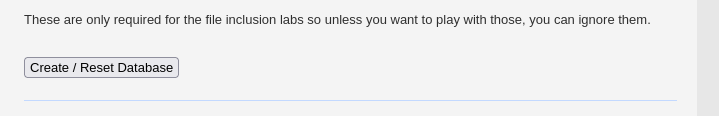 These are only required for the file inclusion labs so unless you want to play with those, you can ignore them.
Create / Reset Database